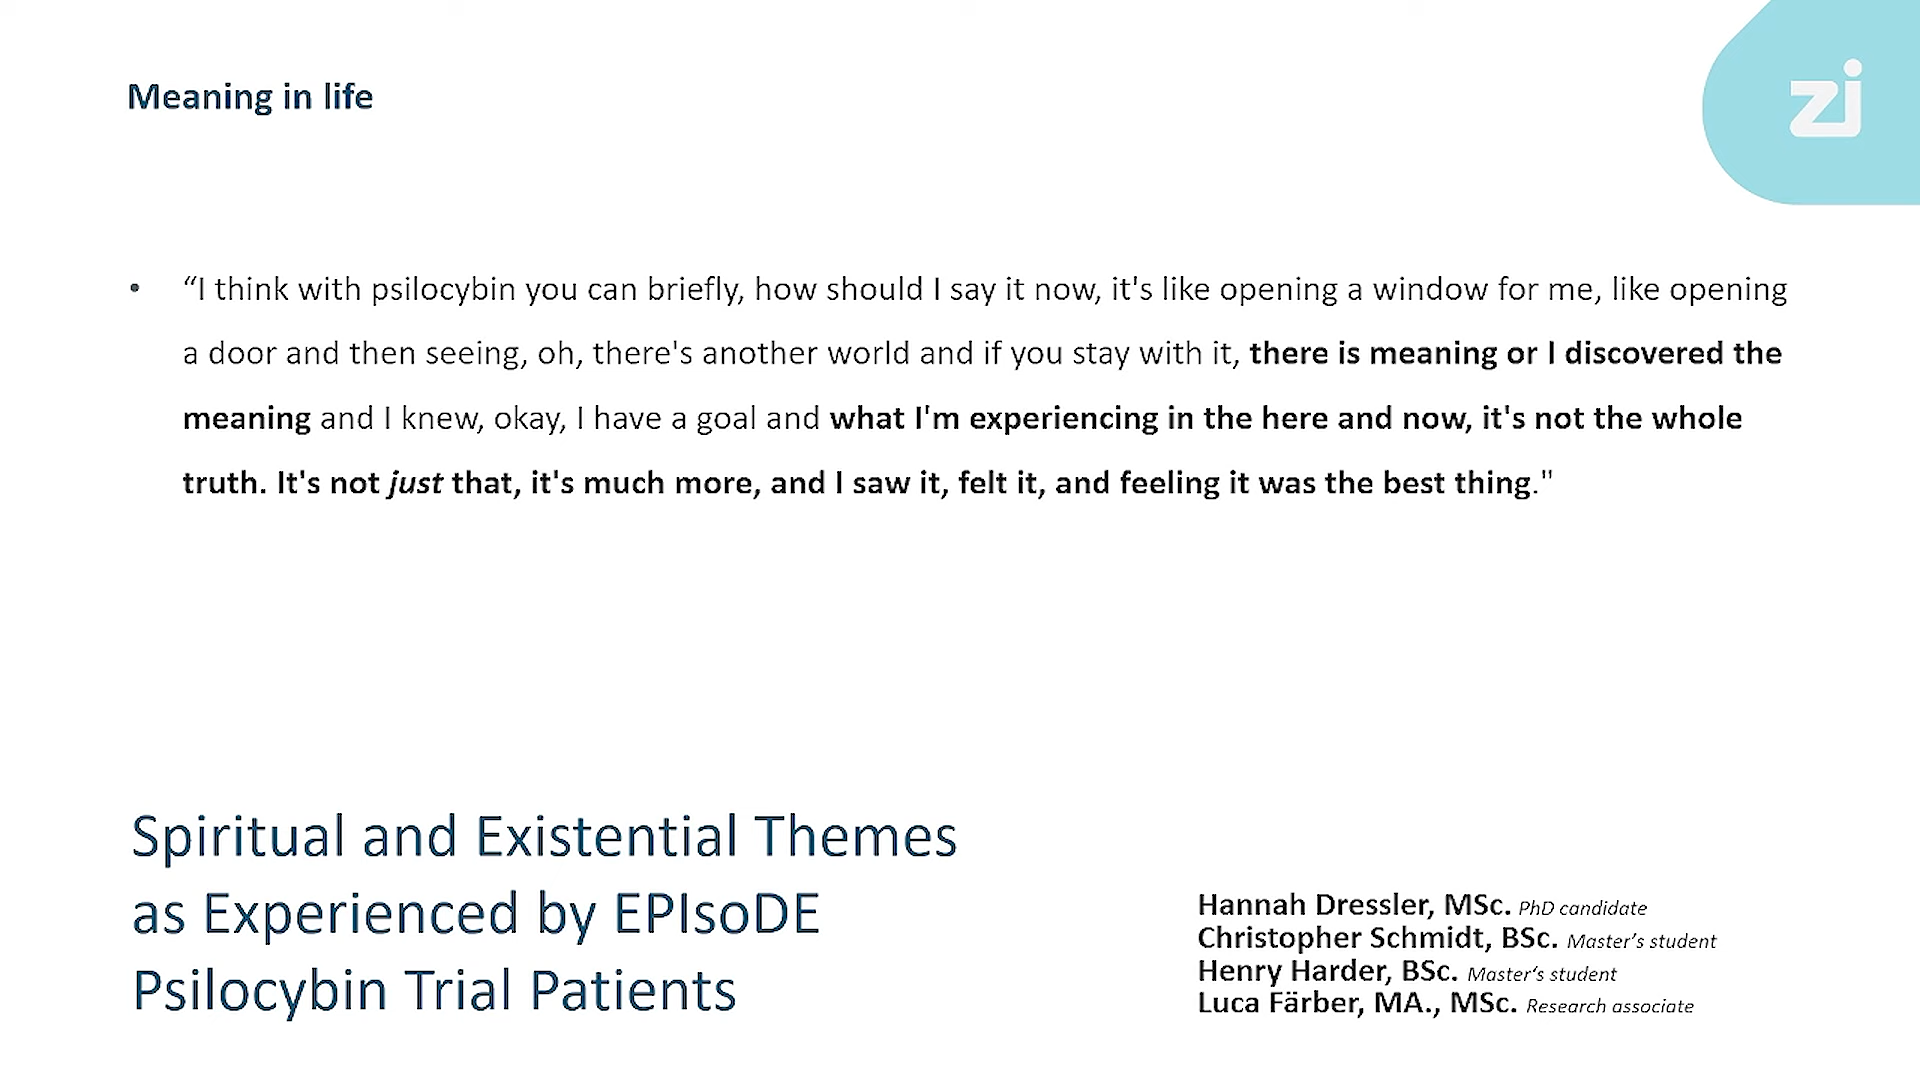 Meaning in life
zi
• “I think with psilocybin you can briefly, how should I say it now, it's like opening a window for me, like opening
a door and then seeing, oh, there's another world and if you stay with it, there is meaning or I discovered the
meaning and I knew, okay, I have a goal and what I'm experiencing in the here and now, it's not the whole
truth. It's not just that, it's much more, and I saw it, felt it, and feeling it was the best thing."
Spiritual and Existential Themes
as Experienced by EPIsoDE
Psilocybin Trial Patients
Hannah Dressler, MSc. PhD candidate
Christopher Schmidt, BSc. Master’s student
Henry Harder, BSc. Master‘s student
Luca Färber, MA., MSc. Research associate